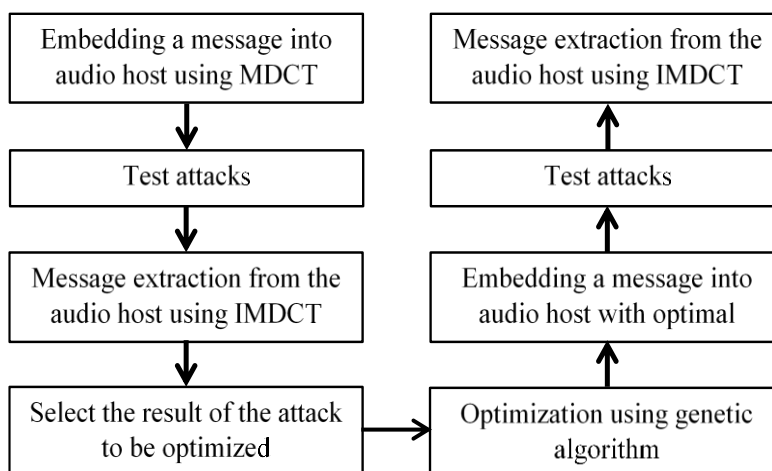 Embedding a message into
audio host using MDCT
Test attacks
Message extraction from the
audio host using IMDCT
Select the result of the attack
to be optimized
Optimization using genetic
algorithm
Embedding a message into
audio host with optimal
Test attacks
Message extraction from the
audio host using IMDCT